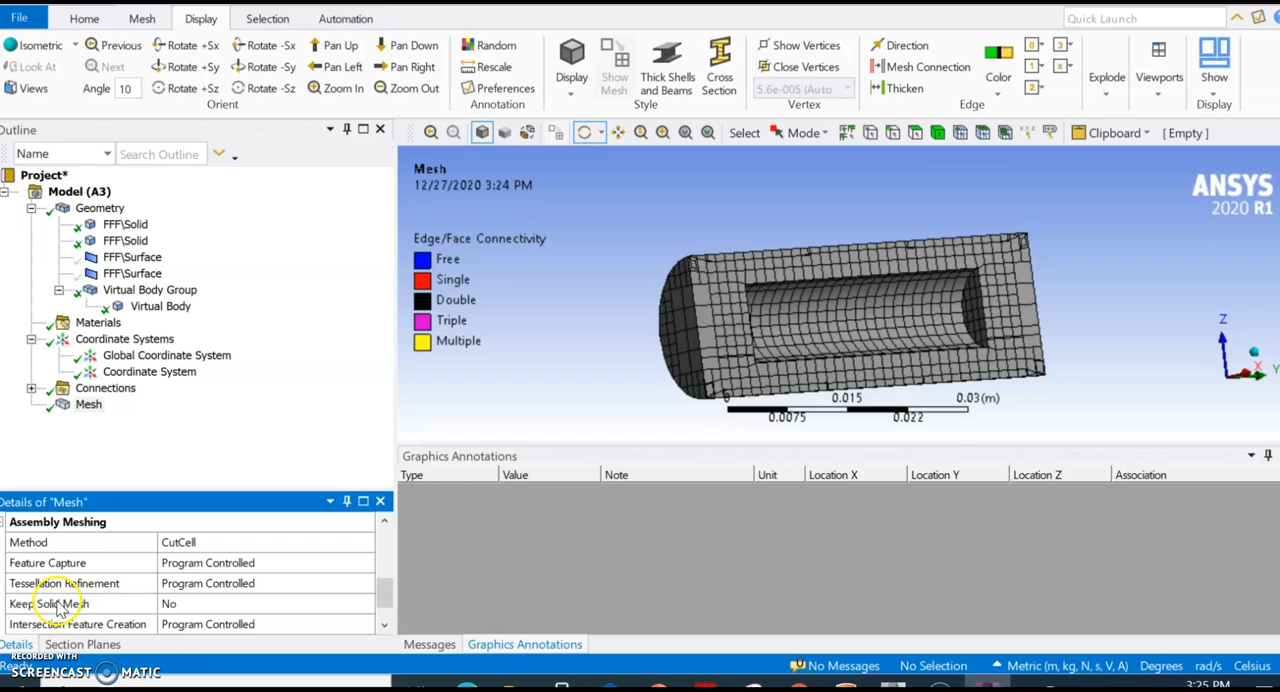 File Home Mesh Display Selection Automation Quick Launch
Isometric Previous Rotate +Sx Rotate -Sx Pan Up Pan Down Random Show Vertices Direction 0 3
Look At Next Rotate +Sy Rotate -Sy Pan Left Pan Right Rescale Close Vertices Mesh Connection 1 x
Views Angle 10 Rotate +Sz Rotate -Sz Zoom In Zoom Out Preferences 5.6e-005 (Auto Thicken 2
Display Show Mesh Thick Shells and Beams Cross Section Color Explode Viewports Show
Orient Annotation Style Vertex Edge Display
Outline
Name Search Outline
Select Mode Clipboard [ Empty ]
Project*
Model (A3)
Geometry
FFF\Solid
FFF\Solid
FFF\Surface
FFF\Surface
Virtual Body Group
Virtual Body
Materials
Coordinate Systems
Global Coordinate System
Coordinate System
Connections
Mesh
Mesh
12/27/2020 3:24 PM
ANSYS
2020 R1
Edge/Face Connectivity
Free
Single
Double
Triple
Multiple
Z
X
Y
0 0.015 0.03 (m)
0.0075 0.022
Graphics Annotations
Type Value Note Unit Location X Location Y Location Z Association
Details of "Mesh"
Assembly Meshing
Method CutCell
Feature Capture Program Controlled
Tessellation Refinement Program Controlled
Keep Solid Mesh No
Intersection Feature Creation Program Controlled
Details Section Planes
Messages Graphics Annotations
Ready No Messages No Selection Metric (m, kg, N, s, V, A) Degrees rad/s Celsius
RECORDED WITH
SCREENCAST MATIC
3:25 PM